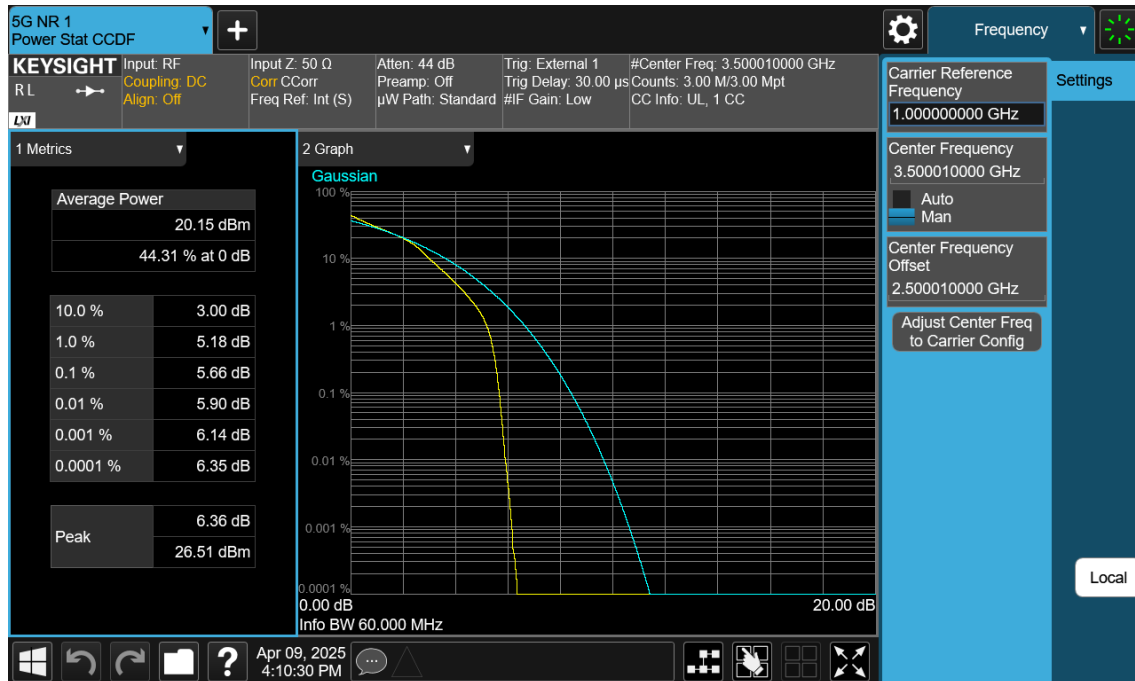 5G NR 1
Power Stat CCDF
+
Frequency
KEYSIGHT
R L
LXI
Input: RF
Coupling: DC
Align: Off
Input Z: 50 Ω
Corr CCorr
Freq Ref: Int (S)
Atten: 44 dB
Preamp: Off
µW Path: Standard
Trig: External 1
Trig Delay: 30.00 µs
#IF Gain: Low
#Center Freq: 3.500010000 GHz
Counts: 3.00 M/3.00 Mpt
CC Info: UL, 1 CC
1 Metrics
Average Power
20.15 dBm
44.31 % at 0 dB
10.0 % 3.00 dB
1.0 % 5.18 dB
0.1 % 5.66 dB
0.01 % 5.90 dB
0.001 % 6.14 dB
0.0001 % 6.35 dB
Peak
6.36 dB
26.51 dBm
2 Graph
Gaussian
100 %
10 %
1 %
0.1 %
0.01 %
0.001 %
0.0001 %
0.00 dB 20.00 dB
Info BW 60.000 MHz
Carrier Reference
Frequency
1.000000000 GHz
Center Frequency
3.500010000 GHz
Auto
Man
Center Frequency
Offset
2.500010000 GHz
Adjust Center Freq
to Carrier Config
Settings
Local
?
Apr 09, 2025
4:10:30 PM